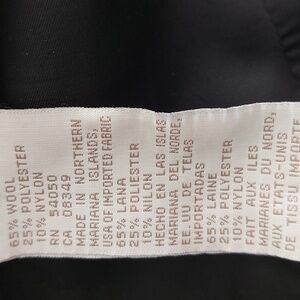 65% WOOL
25% POLYESTER
10% NYLON
RN 04050
CA 08349
MADE IN NORTHERN
MARIANA ISLANDS,
USA OF IMPORTED FABRIC
65% LANA
25% POLIESTER
10% NILON
HECHO EN LAS ISLAS
MARIANA DEL NORDE,
EE.UU DE TELAS
IMPORTADAS
65% LAINE
25% POLYESTER
10% NYLON
FAIT AUX ILES
MARIANES DU NORD,
AUX ETATS-UNIS
DE TISSU IMPORTE